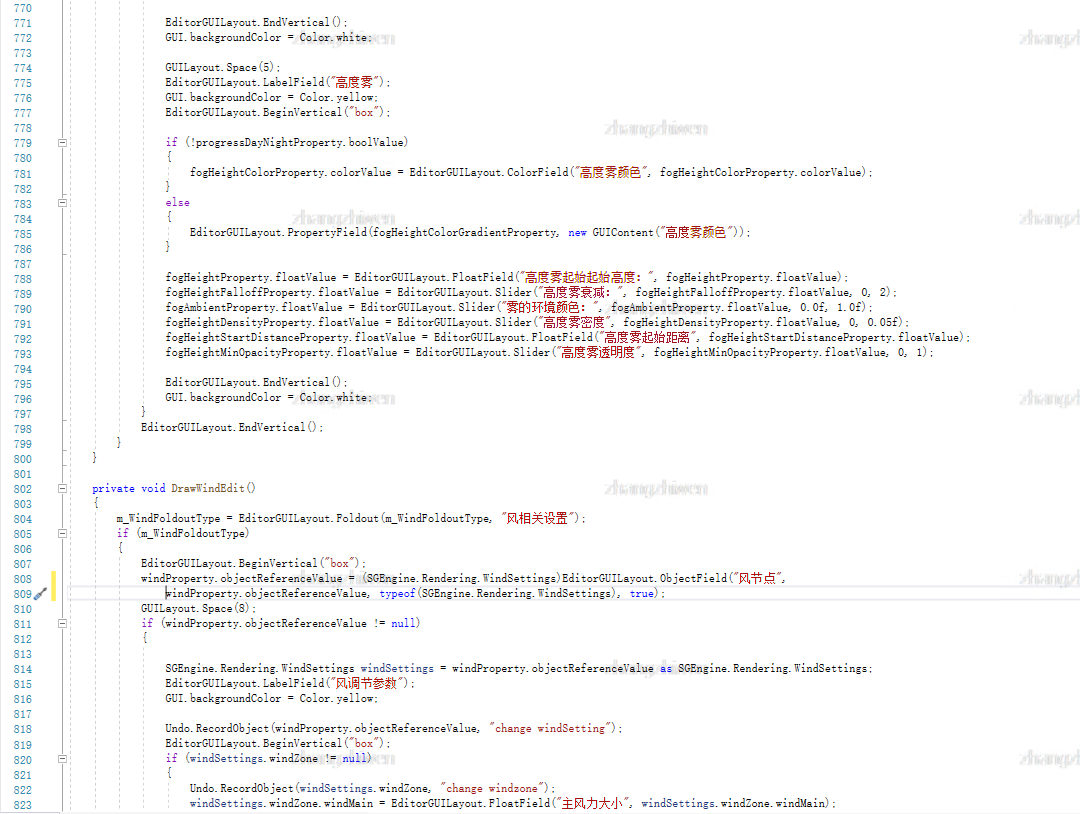 770
771 EditorGUILayout.EndVertical();
772 GUI.backgroundColor = Color.white;
773
774 GUILayout.Space(5);
775 EditorGUILayout.LabelField("高度雾");
776 GUI.backgroundColor = Color.yellow;
777 EditorGUILayout.BeginVertical("box");
778
779 if (!progressDayNightProperty.boolValue)
780 {
781 fogHeightColorProperty.colorValue = EditorGUILayout.ColorField("高度雾颜色", fogHeightColorProperty.colorValue);
782 }
783 else
784 {
785 EditorGUILayout.PropertyField(fogHeightColorGradientProperty, new GUIContent("高度雾颜色"));
786 }
787
788 fogHeightProperty.floatValue = EditorGUILayout.FloatField("高度雾起始起始高度：", fogHeightProperty.floatValue);
789 fogHeightFalloffProperty.floatValue = EditorGUILayout.Slider("高度雾衰减：", fogHeightFalloffProperty.floatValue, 0, 2);
790 fogAmbientProperty.floatValue = EditorGUILayout.Slider("雾的环境颜色：", fogAmbientProperty.floatValue, 0.0f, 1.0f);
791 fogHeightDensityProperty.floatValue = EditorGUILayout.Slider("高度雾密度", fogHeightDensityProperty.floatValue, 0, 0.05f);
792 fogHeightStartDistanceProperty.floatValue = EditorGUILayout.FloatField("高度雾起始距离", fogHeightStartDistanceProperty.floatValue);
793 fogHeightMinOpacityProperty.floatValue = EditorGUILayout.Slider("高度雾透明度", fogHeightMinOpacityProperty.floatValue, 0, 1);
794
795 EditorGUILayout.EndVertical();
796 GUI.backgroundColor = Color.white;
797 }
798 EditorGUILayout.EndVertical();
799 }
800 }
801
802 private void DrawWindEdit()
803 {
804 m_WindFoldoutType = EditorGUILayout.Foldout(m_WindFoldoutType, "风相关设置");
805 if (m_WindFoldoutType)
806 {
807 EditorGUILayout.BeginVertical("box");
808 windProperty.objectReferenceValue = (SGEngine.Rendering.WindSettings)EditorGUILayout.ObjectField("风节点",
809 windProperty.objectReferenceValue, typeof(SGEngine.Rendering.WindSettings), true);
810 GUILayout.Space(8);
811 if (windProperty.objectReferenceValue != null)
812 {
813
814 SGEngine.Rendering.WindSettings windSettings = windProperty.objectReferenceValue as SGEngine.Rendering.WindSettings;
815 EditorGUILayout.LabelField("风调节参数");
816 GUI.backgroundColor = Color.yellow;
817
818 Undo.RecordObject(windProperty.objectReferenceValue, "change windSetting");
819 EditorGUILayout.BeginVertical("box");
820 if (windSettings.windZone != null)
821 {
822 Undo.RecordObject(windSettings.windZone, "change windzone");
823 windSettings.windZone.windMain = EditorGUILayout.FloatField("主风力大小", windSettings.windZone.windMain);